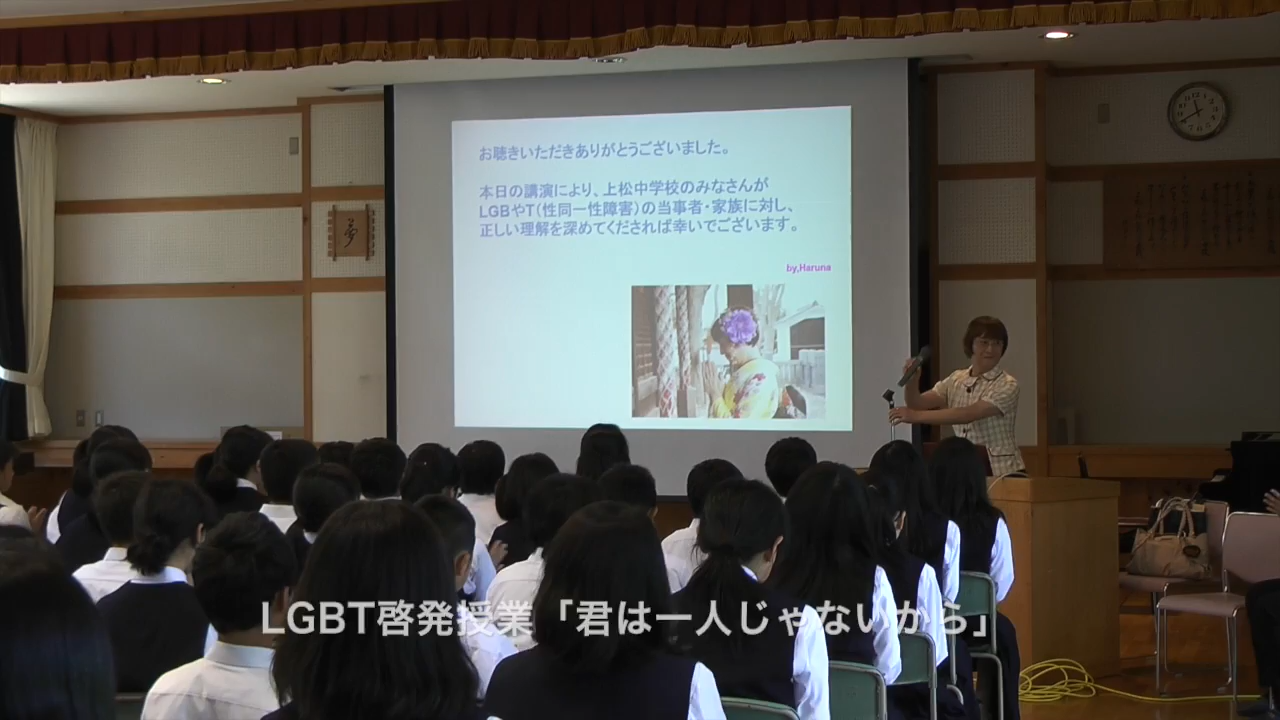 お聴きいただきありがとうございました。
本日の講演により、上松中学校のみなさんが
LGBやT(性同一性障害)の当事者・家族に対し、
正しい理解を深めてくだされば幸いでございます。
by,Haruna
夢
LGBT啓発授業「君は一人じゃないから」